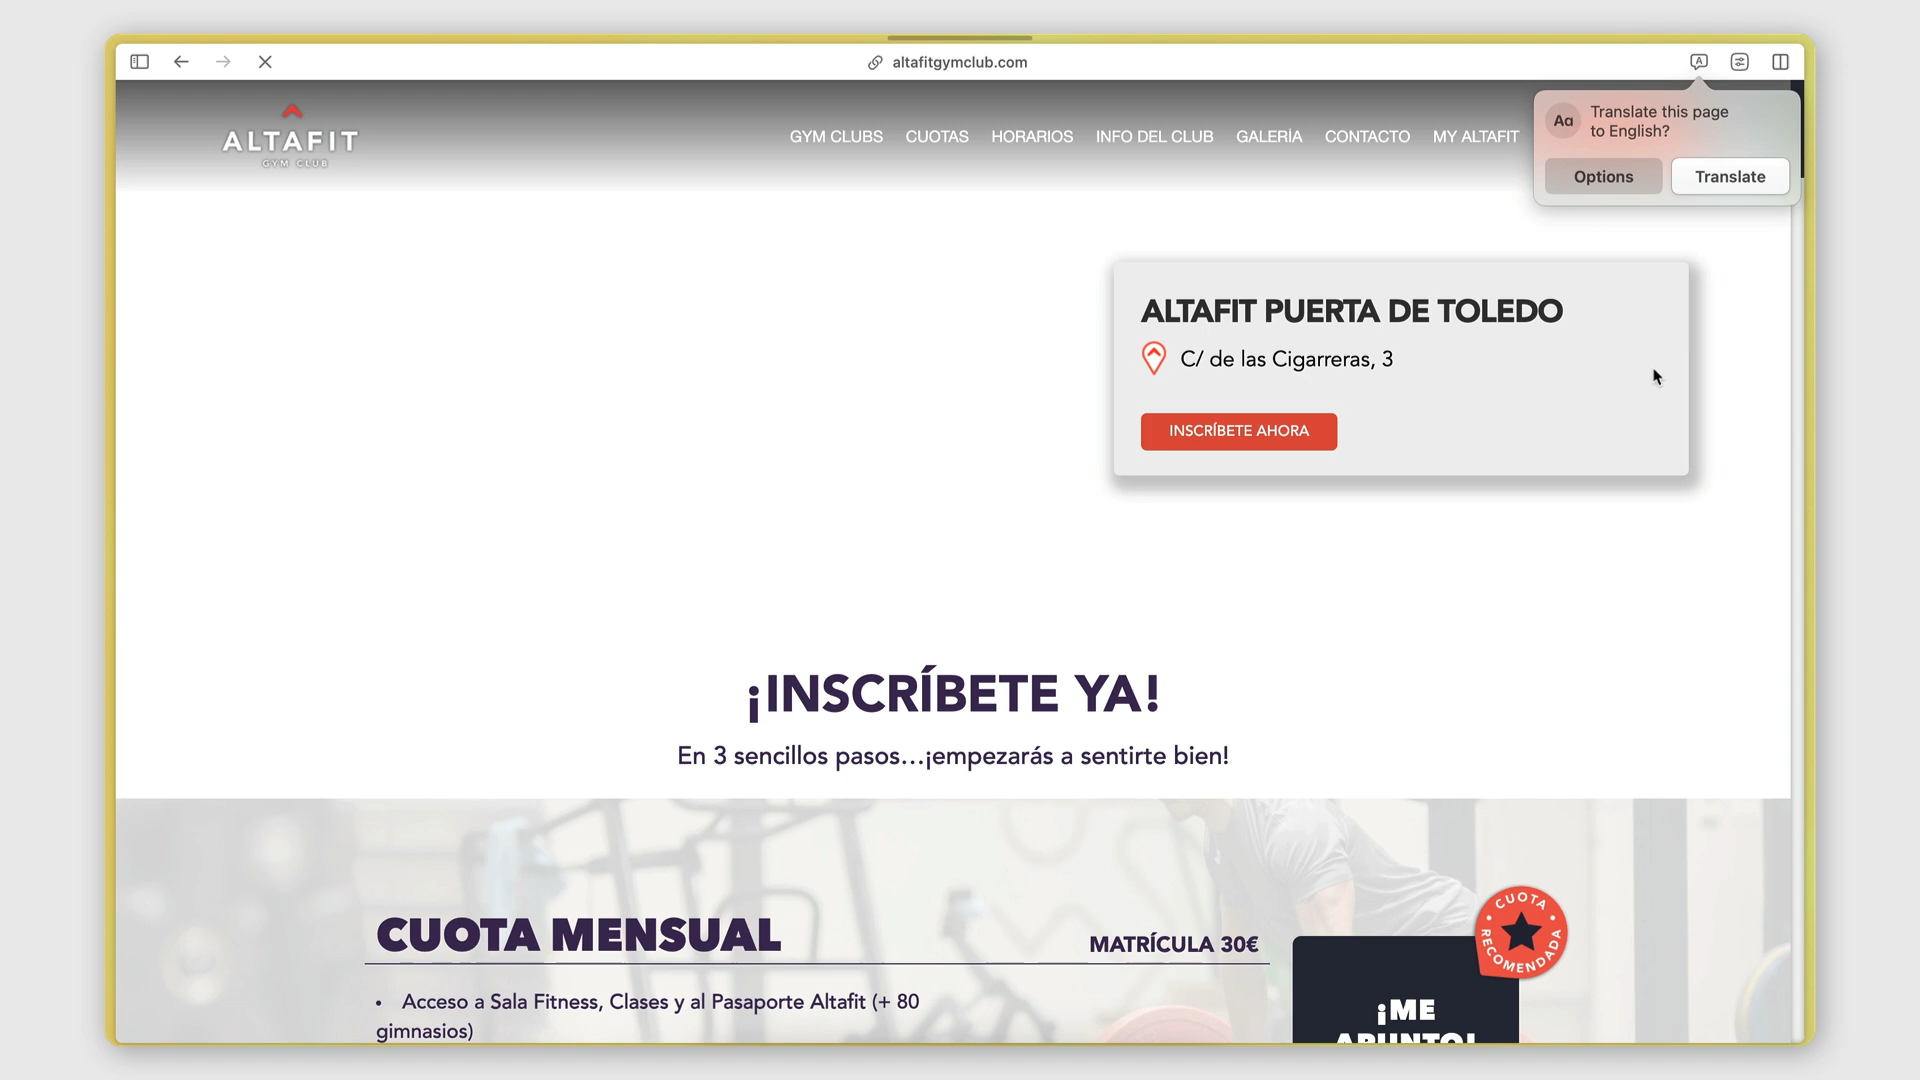 altafitgymclub.com
A
ALTAFIT
GYM CLUB
GYM CLUBS CUOTAS HORARIOS INFO DEL CLUB GALERÍA CONTACTO MY ALTAFIT
Aa
Translate this page
to English?
Options
Translate
ALTAFIT PUERTA DE TOLEDO
C/ de las Cigarreras, 3
INSCRÍBETE AHORA
¡INSCRÍBETE YA!
En 3 sencillos pasos...¡empezarás a sentirte bien!
CUOTA MENSUAL
MATRÍCULA 30€
• Acceso a Sala Fitness, Clases y al Pasaporte Altafit (+ 80
gimnasios)
CUOTA
RECOMENDADA
¡ME
APUNTO!